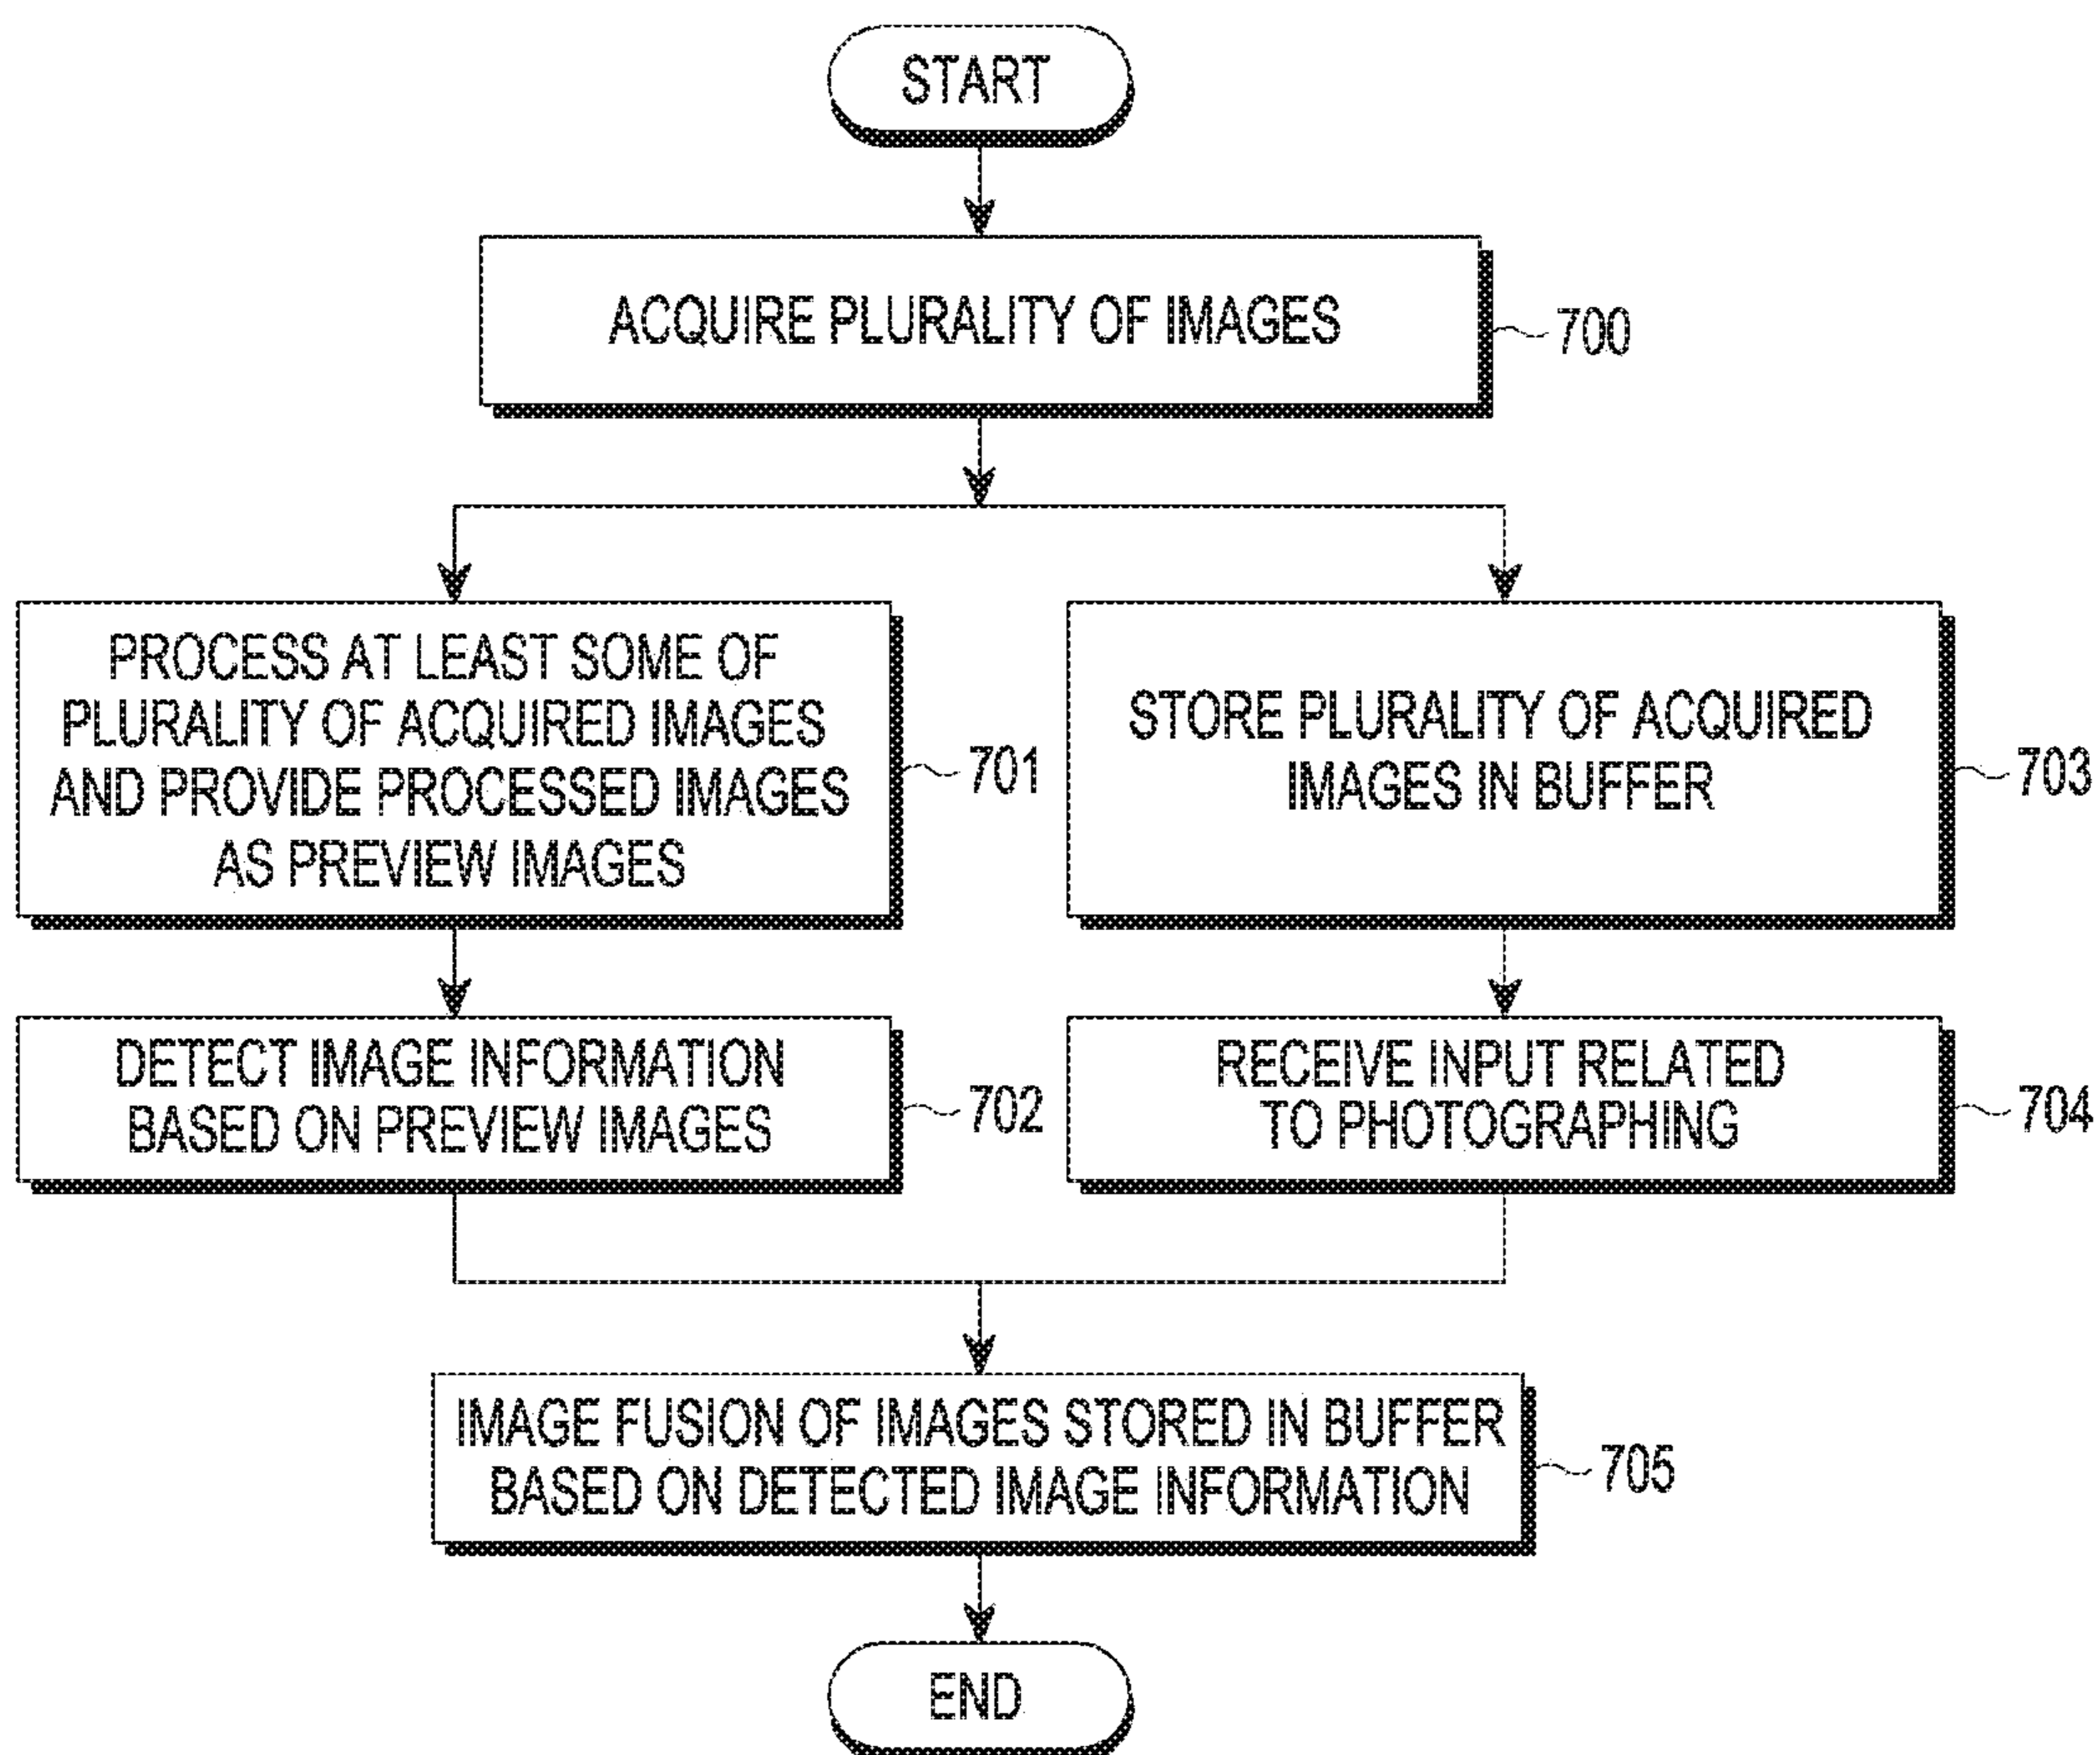 START
ACQUIRE PLURALITY OF IMAGES
700
PROCESS AT LEAST SOME OF
PLURALITY OF ACQUIRED IMAGES
AND PROVIDE PROCESSED IMAGES
AS PREVIEW IMAGES
701
STORE PLURALITY OF ACQUIRED
IMAGES IN BUFFER
703
DETECT IMAGE INFORMATION
BASED ON PREVIEW IMAGES
702
RECEIVE INPUT RELATED
TO PHOTOGRAPHING
704
IMAGE FUSION OF IMAGES STORED IN BUFFER
BASED ON DETECTED IMAGE INFORMATION
705
END